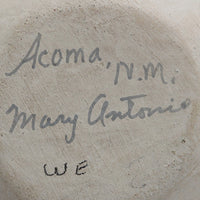 Acoma, N.M.
Mary Antonio
WE